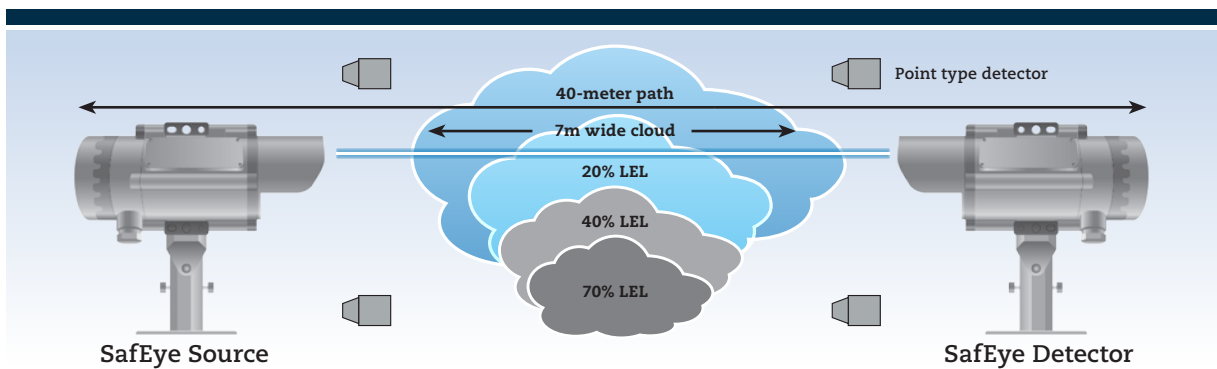 Point type detector
40-meter path
7m wide cloud
20% LEL
40% LEL
70% LEL
SafEye Source
SafEye Detector